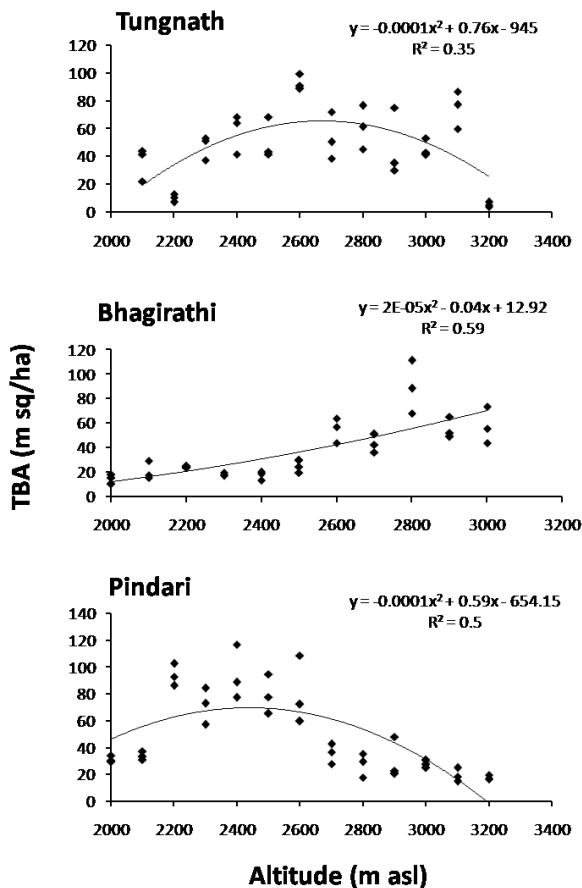 Tungnath
y = -0.0001x² + 0.76x - 945
R² = 0.35
120
100
80
60
40
20
0
2000 2200 2400 2600 2800 3000 3200 3400
Bhagirathi
y = 2E-05x² - 0.04x + 12.92
R² = 0.59
120
100
80
60
40
20
0
2000 2200 2400 2600 2800 3000 3200
TBA (m sq/ha)
Pindari
y = -0.0001x² + 0.59x - 654.15
R² = 0.5
140
120
100
80
60
40
20
0
2000 2200 2400 2600 2800 3000 3200 3400
Altitude (m asl)